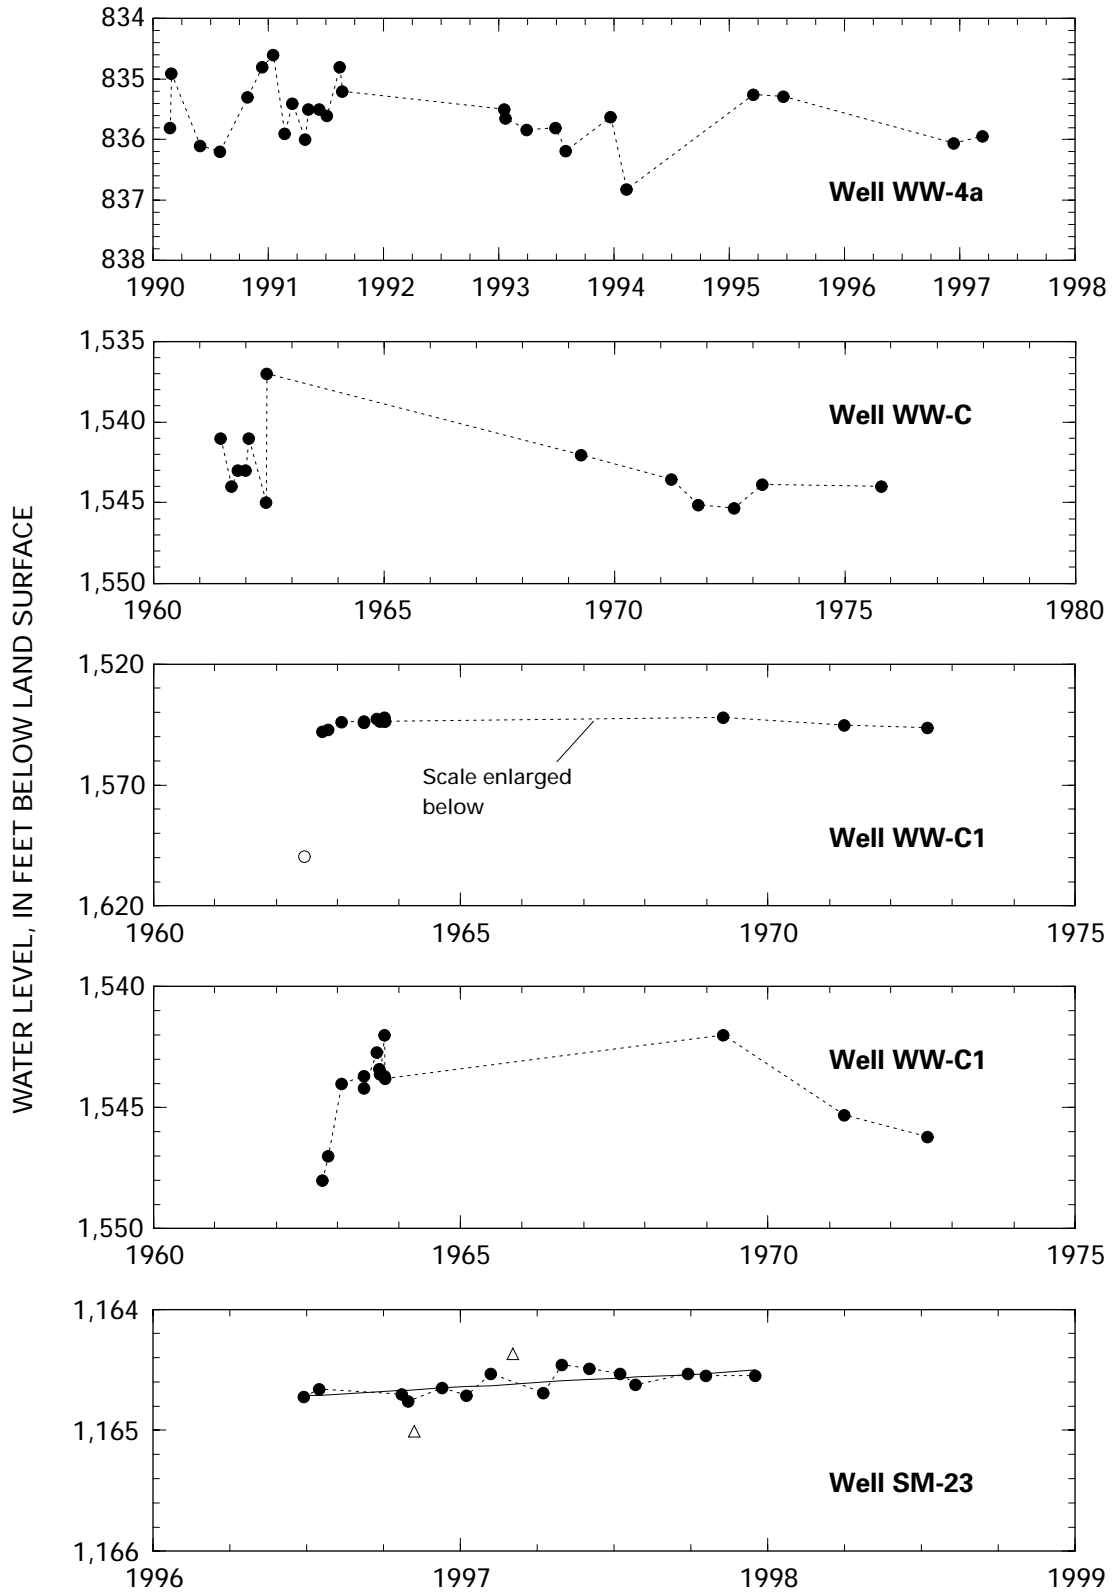 WATER LEVEL, IN FEET BELOW LAND SURFACE
834
835
836
837
838
Well WW-4a
1990 1991 1992 1993 1994 1995 1996 1997 1998
1,535
1,540
1,545
1,550
Well WW-C
1960 1965 1970 1975 1980
1,520
1,570
1,620
Scale enlarged
below
Well WW-C1
1960 1965 1970 1975
1,540
1,545
1,550
Well WW-C1
1960 1965 1970 1975
1,164
1,165
1,166
Well SM-23
1996 1997 1998 1999